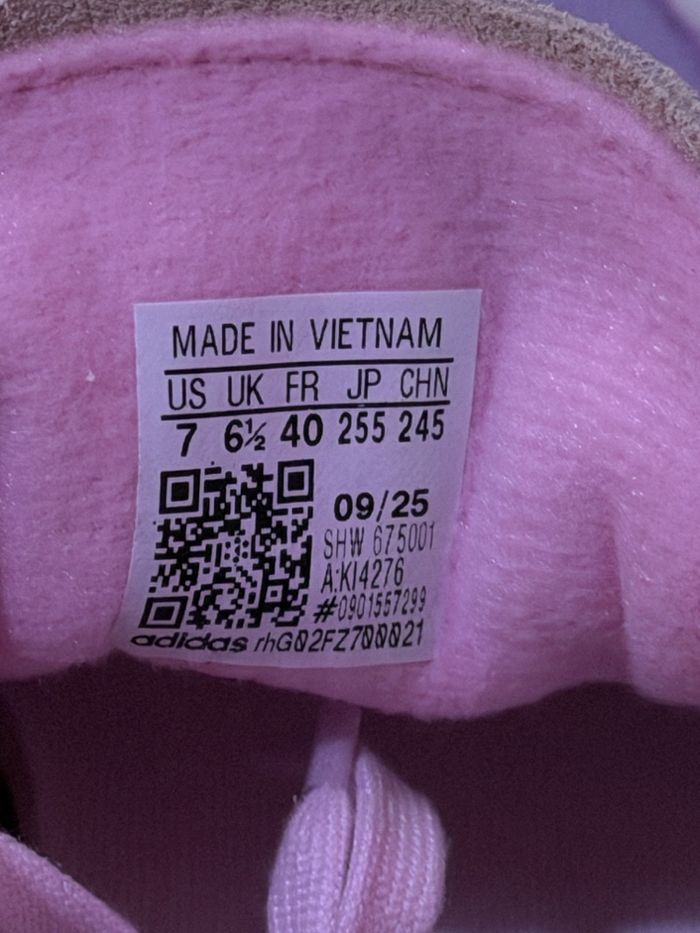 MADE IN VIETNAM
US UK FR JP CHN
7 6½ 40 255 245
09/25
SHW 675001
A:KI4276
#0901557299
adidas rhG02FZ700021